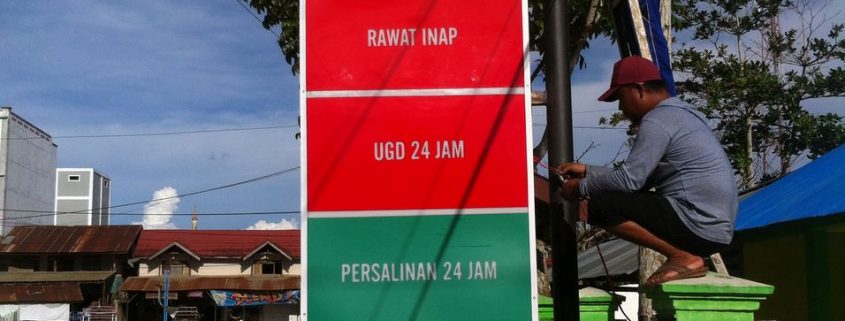 RAWAT INAP
UGD 24 JAM
PERSALINAN 24 JAM